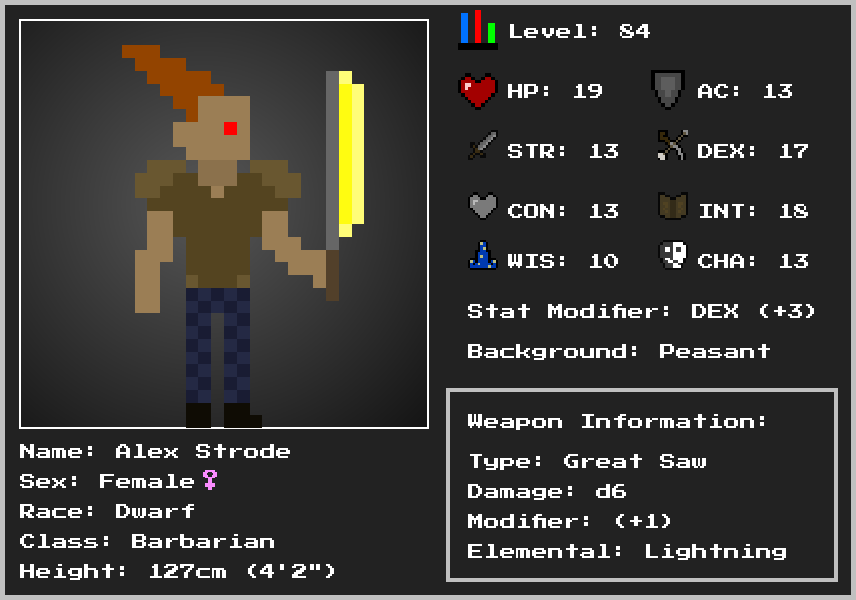 Level: 84
HP: 19 AC: 13
STR: 13 DEX: 17
CON: 13 INT: 18
WIS: 10 CHA: 13
Stat Modifier: DEX (+3)
Background: Peasant
Name: Alex Strode
Sex: Female♀
Race: Dwarf
Class: Barbarian
Height: 127cm (4'2")
Weapon Information:
Type: Great Saw
Damage: d6
Modifier: (+1)
Elemental: Lightning